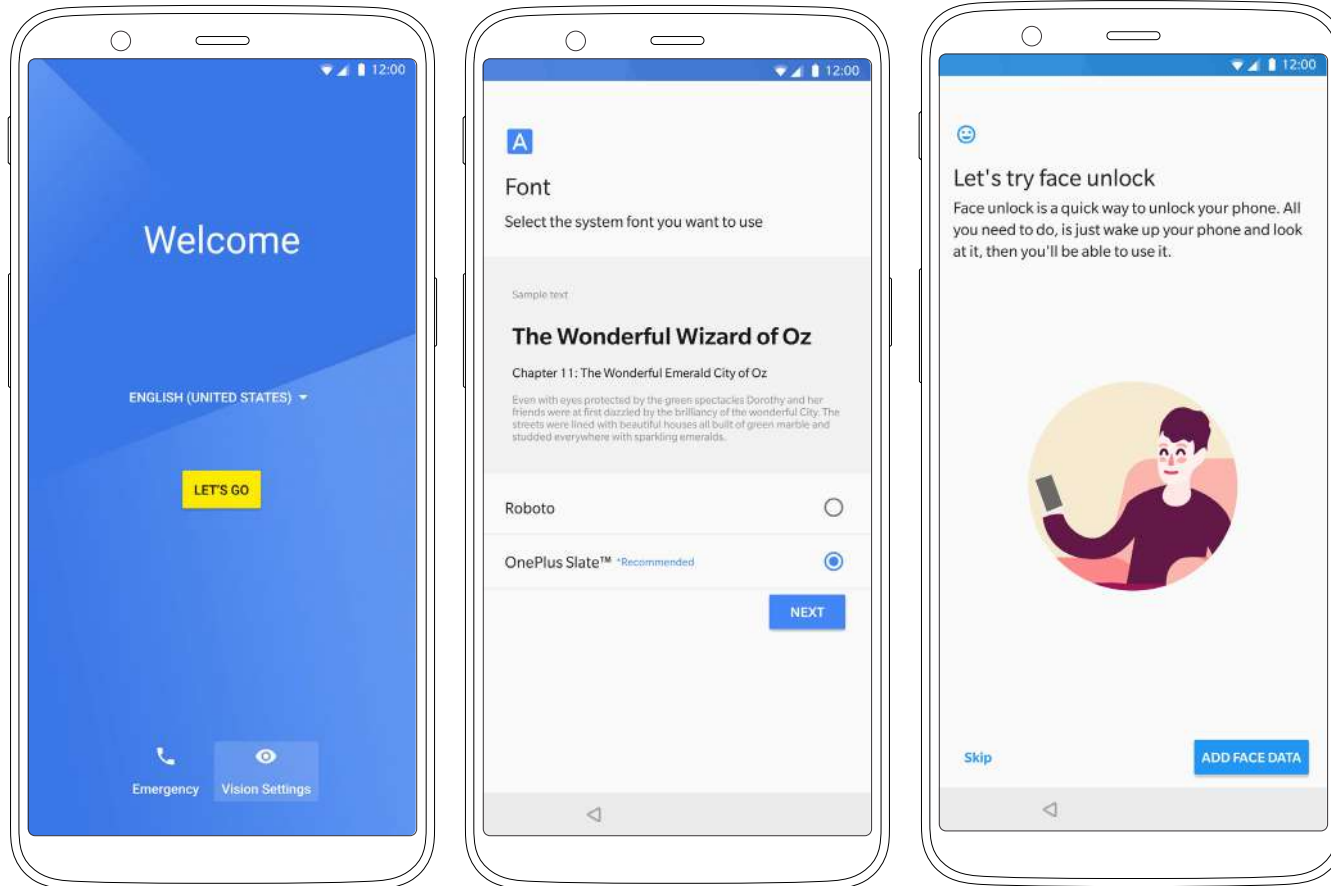 12:00
Welcome
ENGLISH (UNITED STATES)
LET'S GO
Emergency
Vision Settings
12:00
A
Font
Select the system font you want to use
Sample text
The Wonderful Wizard of Oz
Chapter 11: The Wonderful Emerald City of Oz
Even with eyes protected by the green spectacles Dorothy and her
friends were at first dazzled by the brilliancy of the wonderful City. The
streets were lined with beautiful houses all built of green marble and
studded everywhere with sparkling emeralds.
Roboto
OnePlus Slate™ *Recommended
NEXT
12:00
Let's try face unlock
Face unlock is a quick way to unlock your phone. All
you need to do, is just wake up your phone and look
at it, then you'll be able to use it.
Skip
ADD FACE DATA